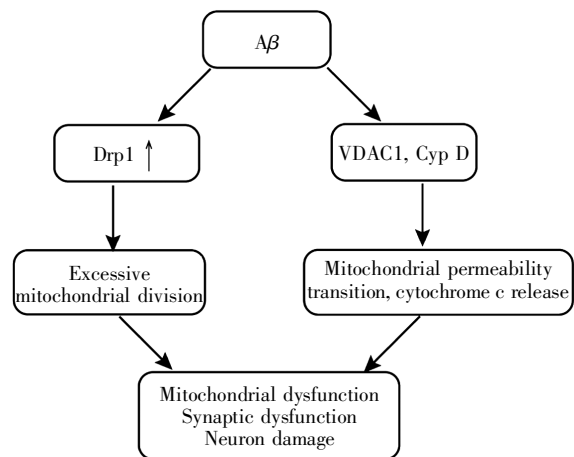 Aβ
Drp1 ↑
VDAC1, Cyp D
Excessive
mitochondrial division
Mitochondrial permeability
transition, cytochrome c release
Mitochondrial dysfunction
Synaptic dysfunction
Neuron damage